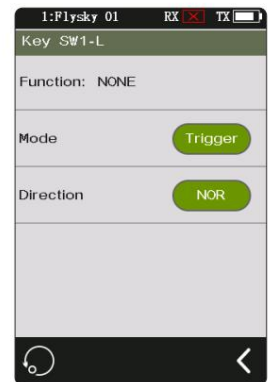 1:Flysky 01 RX TX
Key SW1-L
Function: NONE
Mode Trigger
Direction NOR